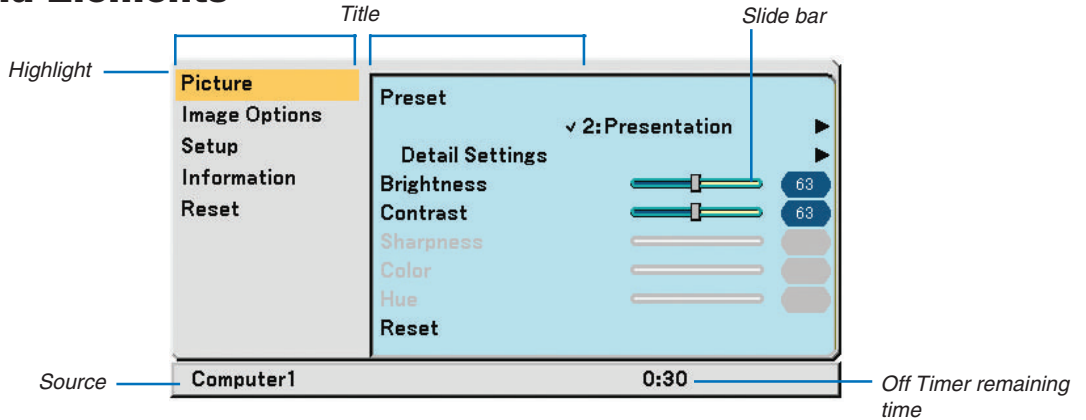 Elements
Title
Slide bar
Highlight
Picture
Image Options
Setup
Information
Reset
Preset
✓ 2:Presentation ▶
Detail Settings ▶
Brightness 63
Contrast 63
Sharpness
Color
Hue
Reset
Source
Computer1
0:30
Off Timer remaining
time